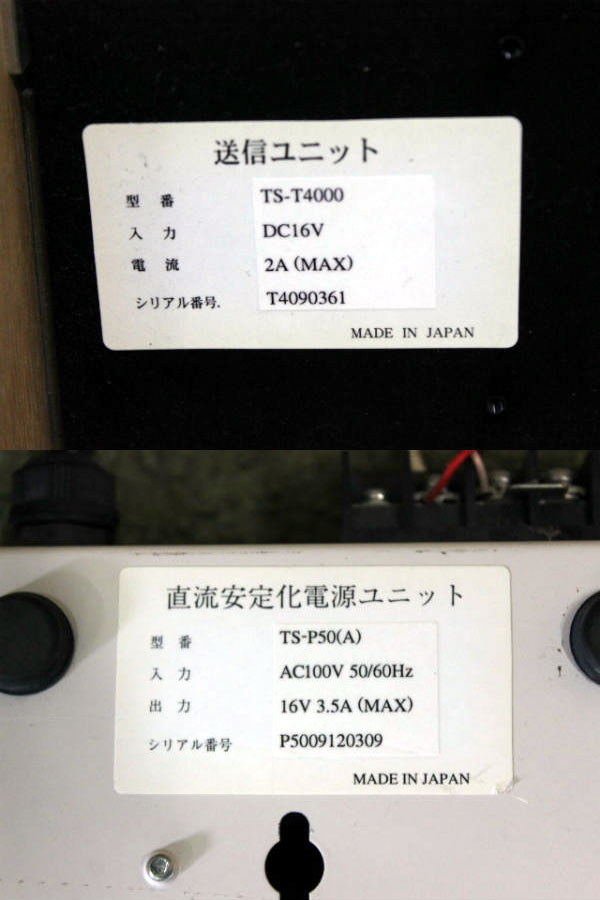 送信ユニット
型 番 TS-T4000
入 力 DC16V
電 流 2A (MAX)
シリアル番号. T4090361
MADE IN JAPAN
直流安定化電源ユニット
型 番 TS-P50(A)
入 力 AC100V 50/60Hz
出 力 16V 3.5A (MAX)
シリアル番号 P5009120309
MADE IN JAPAN